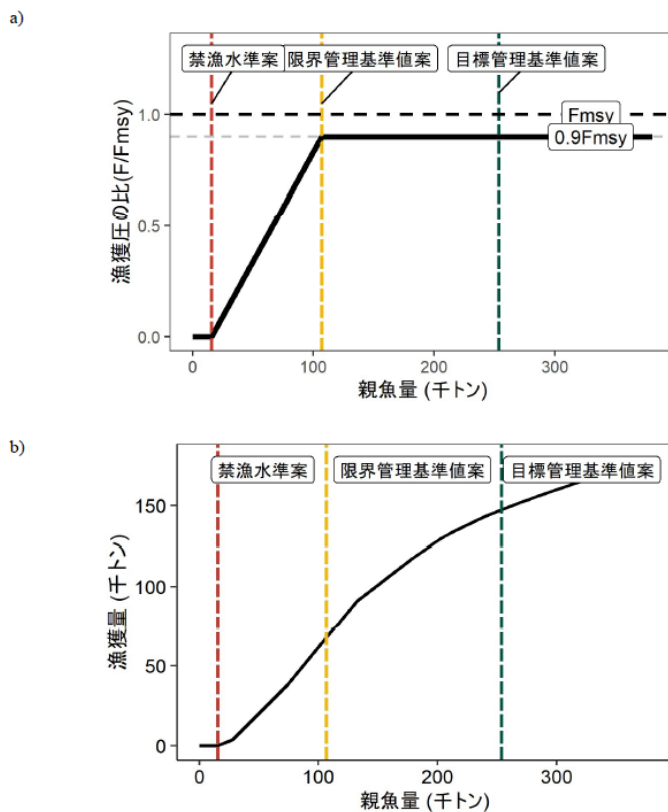 a)
禁漁水準案 限界管理基準値案 目標管理基準値案
1.0
Fmsy
0.9Fmsy
漁獲圧の比(F/Fmsy)
0.5
0.0
0 100 200 300
親魚量 (千トン)
b)
禁漁水準案 限界管理基準値案 目標管理基準値案
150
漁獲量 (千トン)
100
50
0
0 100 200 300
親魚量 (千トン)